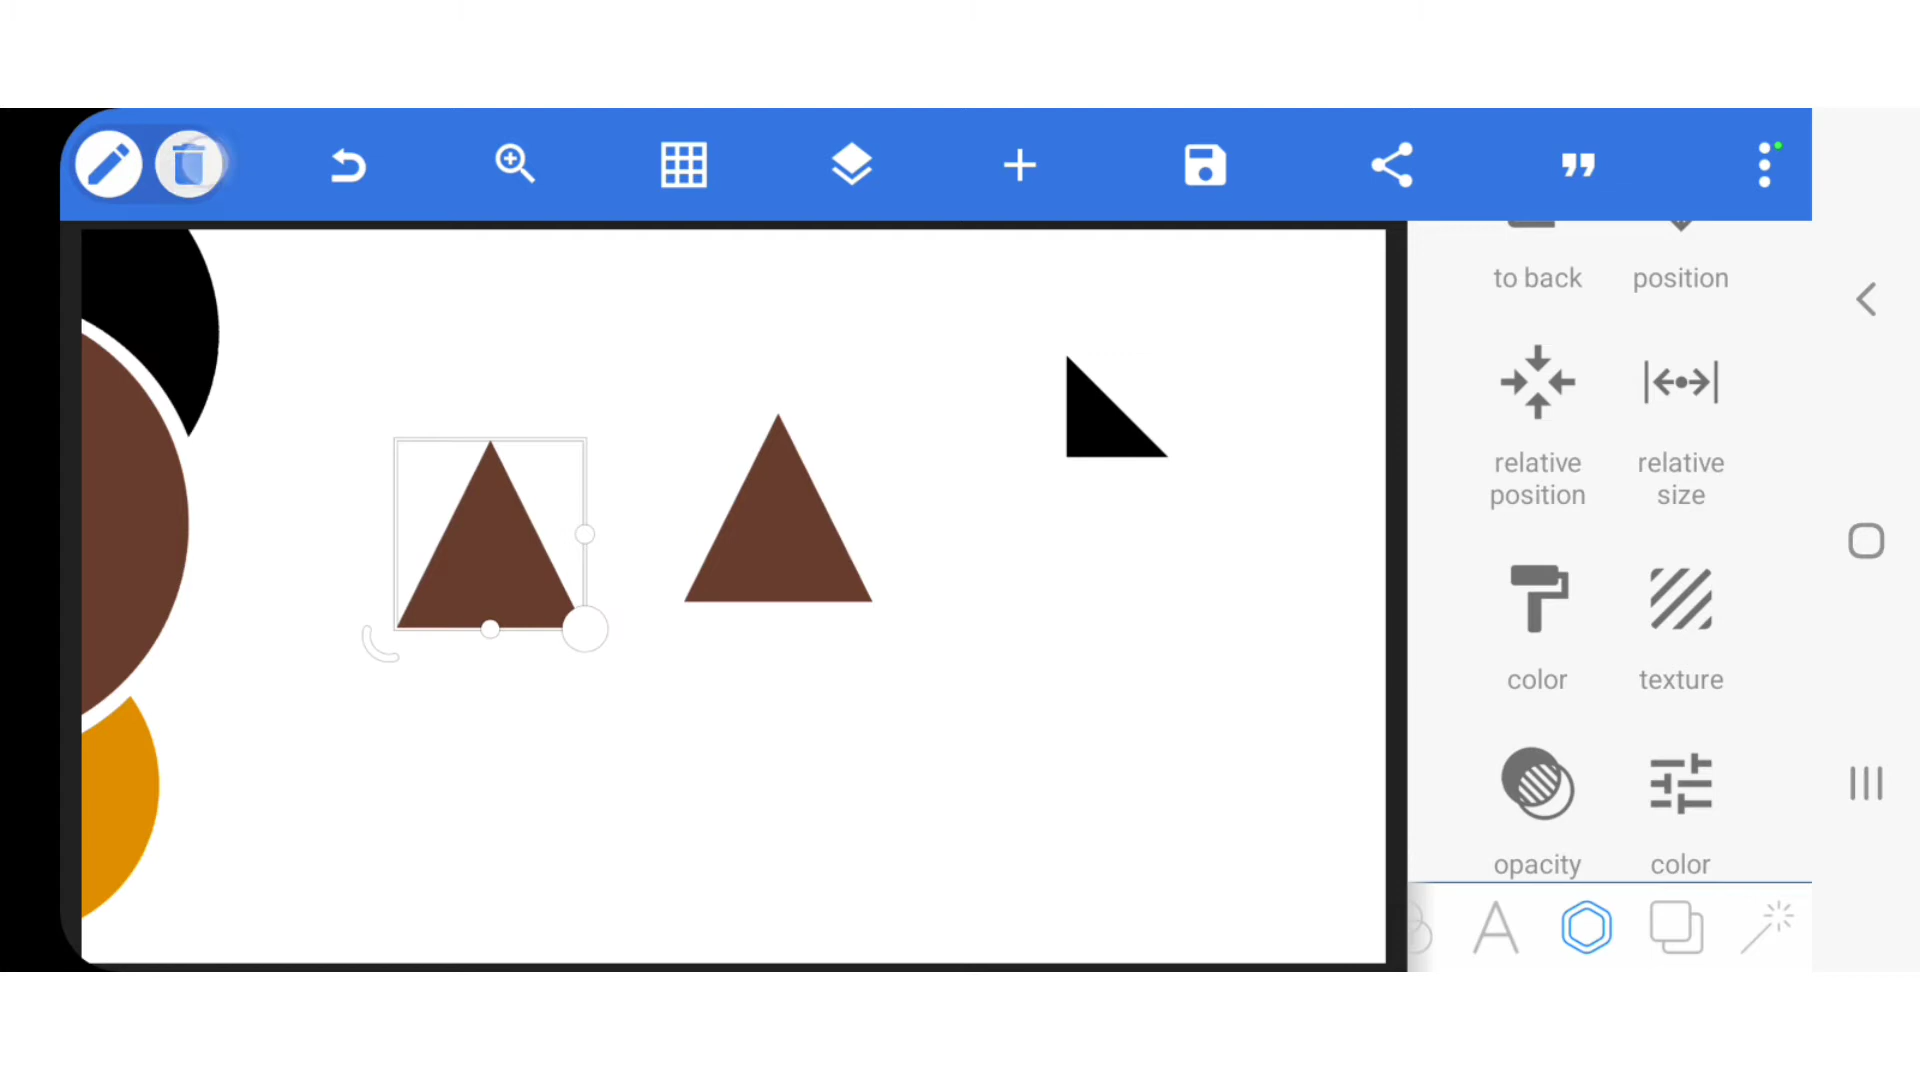 to back
position
relative
position
relative
size
color
texture
opacity
color